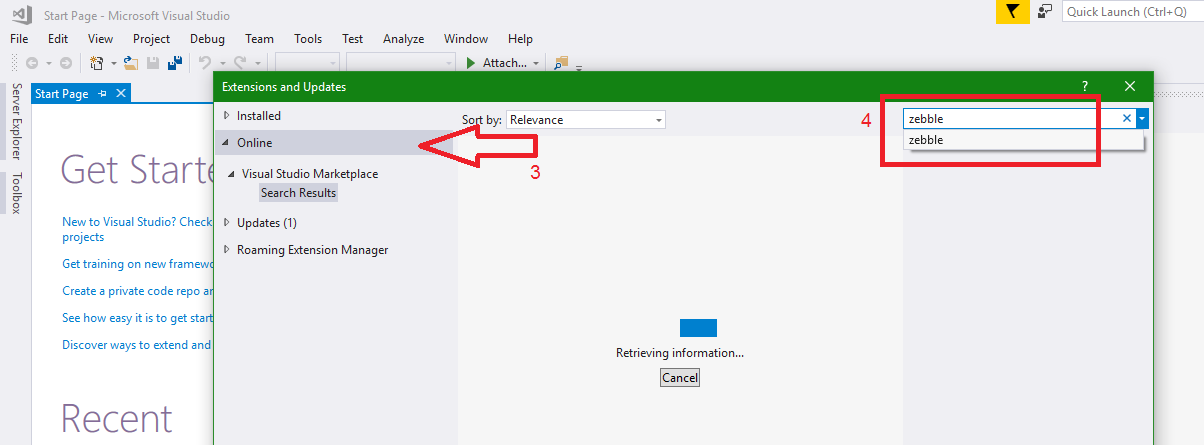 Start Page - Microsoft Visual Studio
Quick Launch (Ctrl+Q)
File Edit View Project Debug Team Tools Test Analyze Window Help
Attach...
Server Explorer
Toolbox
Start Page
Get Starte
New to Visual Studio? Check
projects
Get training on new framewo
Create a private code repo an
See how easy it is to get start
Discover ways to extend and
Recent
Extensions and Updates
?
Installed
Online
Visual Studio Marketplace
Search Results
Updates (1)
Roaming Extension Manager
3
Sort by: Relevance
4
zebble
zebble
Retrieving information...
Cancel